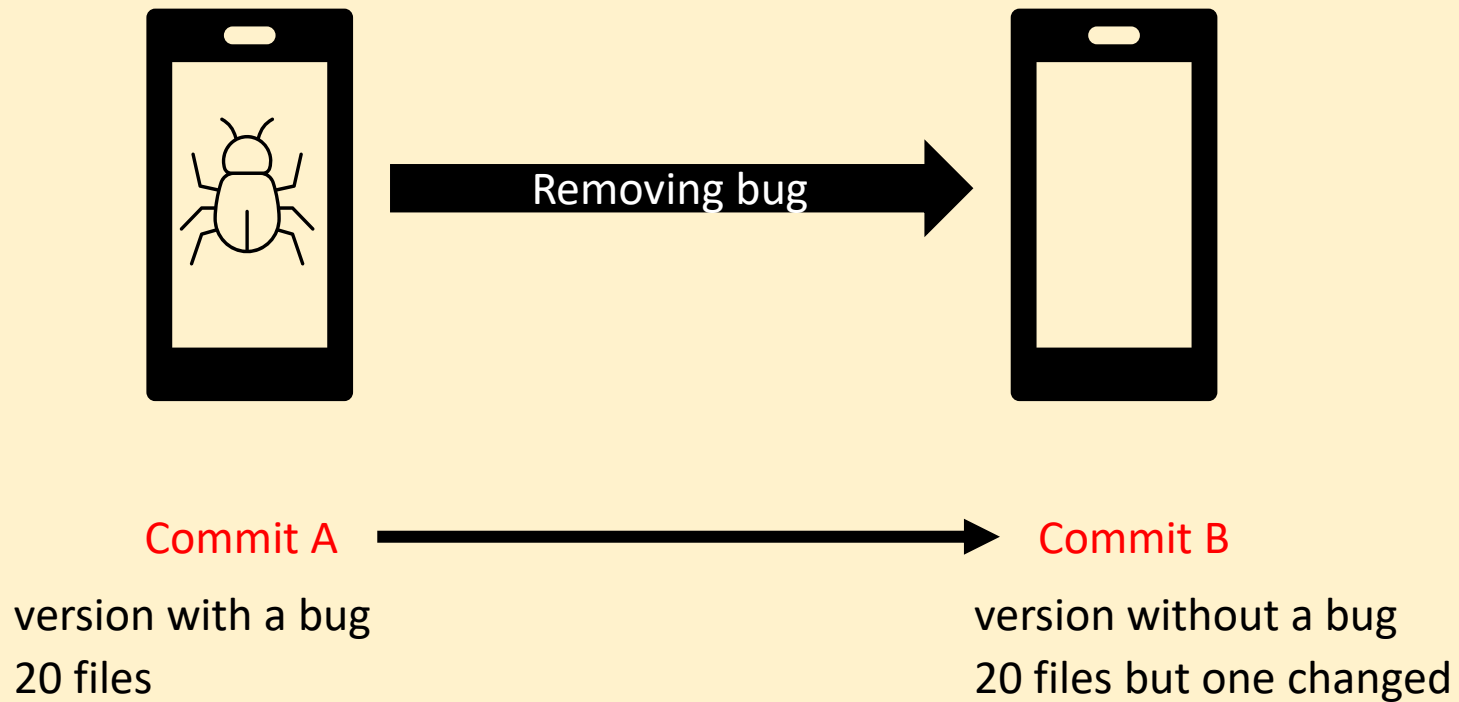 Removing bug
Commit A
Commit B
version with a bug
20 files
version without a bug
20 files but one changed